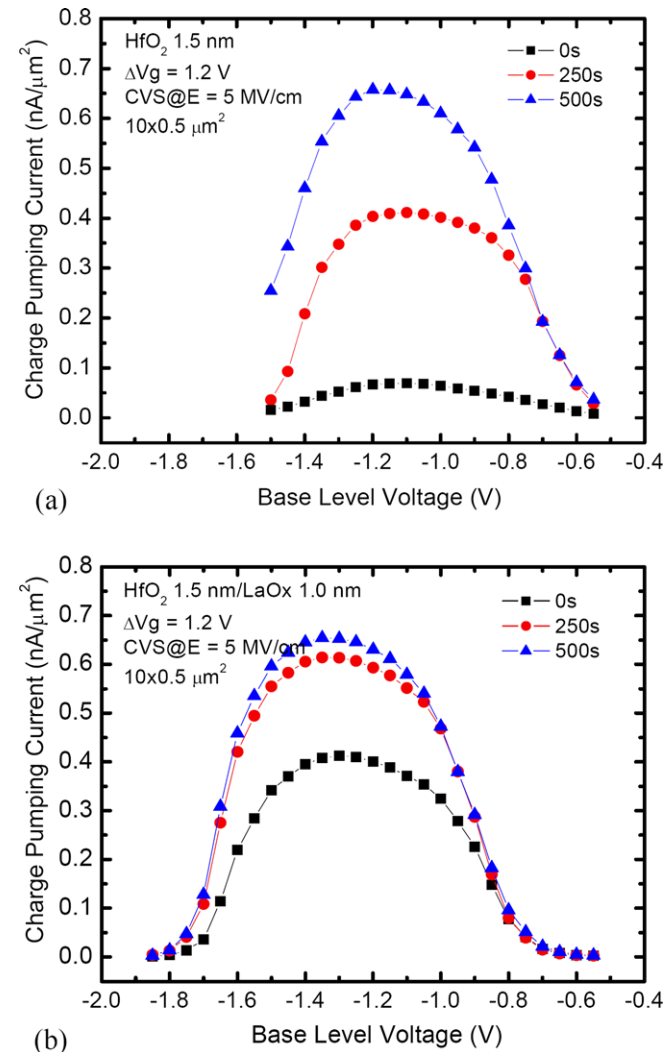 0.8
0.7
0.6
0.5
0.4
0.3
0.2
0.1
0.0
Charge Pumping Current (nA/μm²)
HfO₂ 1.5 nm
ΔVg = 1.2 V
CVS@E = 5 MV/cm
10x0.5 μm²
0s
250s
500s
-2.0 -1.8 -1.6 -1.4 -1.2 -1.0 -0.8 -0.6 -0.4
Base Level Voltage (V)
(a)
0.8
0.7
0.6
0.5
0.4
0.3
0.2
0.1
0.0
Charge Pumping Current (nA/μm²)
HfO₂ 1.5 nm/LaOx 1.0 nm
ΔVg = 1.2 V
CVS@E = 5 MV/cm
10x0.5 μm²
0s
250s
500s
-2.0 -1.8 -1.6 -1.4 -1.2 -1.0 -0.8 -0.6 -0.4
Base Level Voltage (V)
(b)